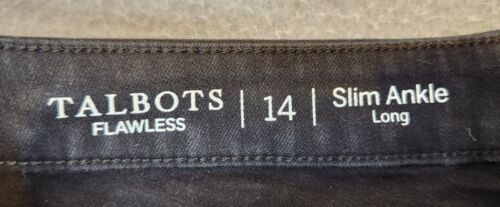 TALBOTS
FLAWLESS
14
Slim Ankle
Long